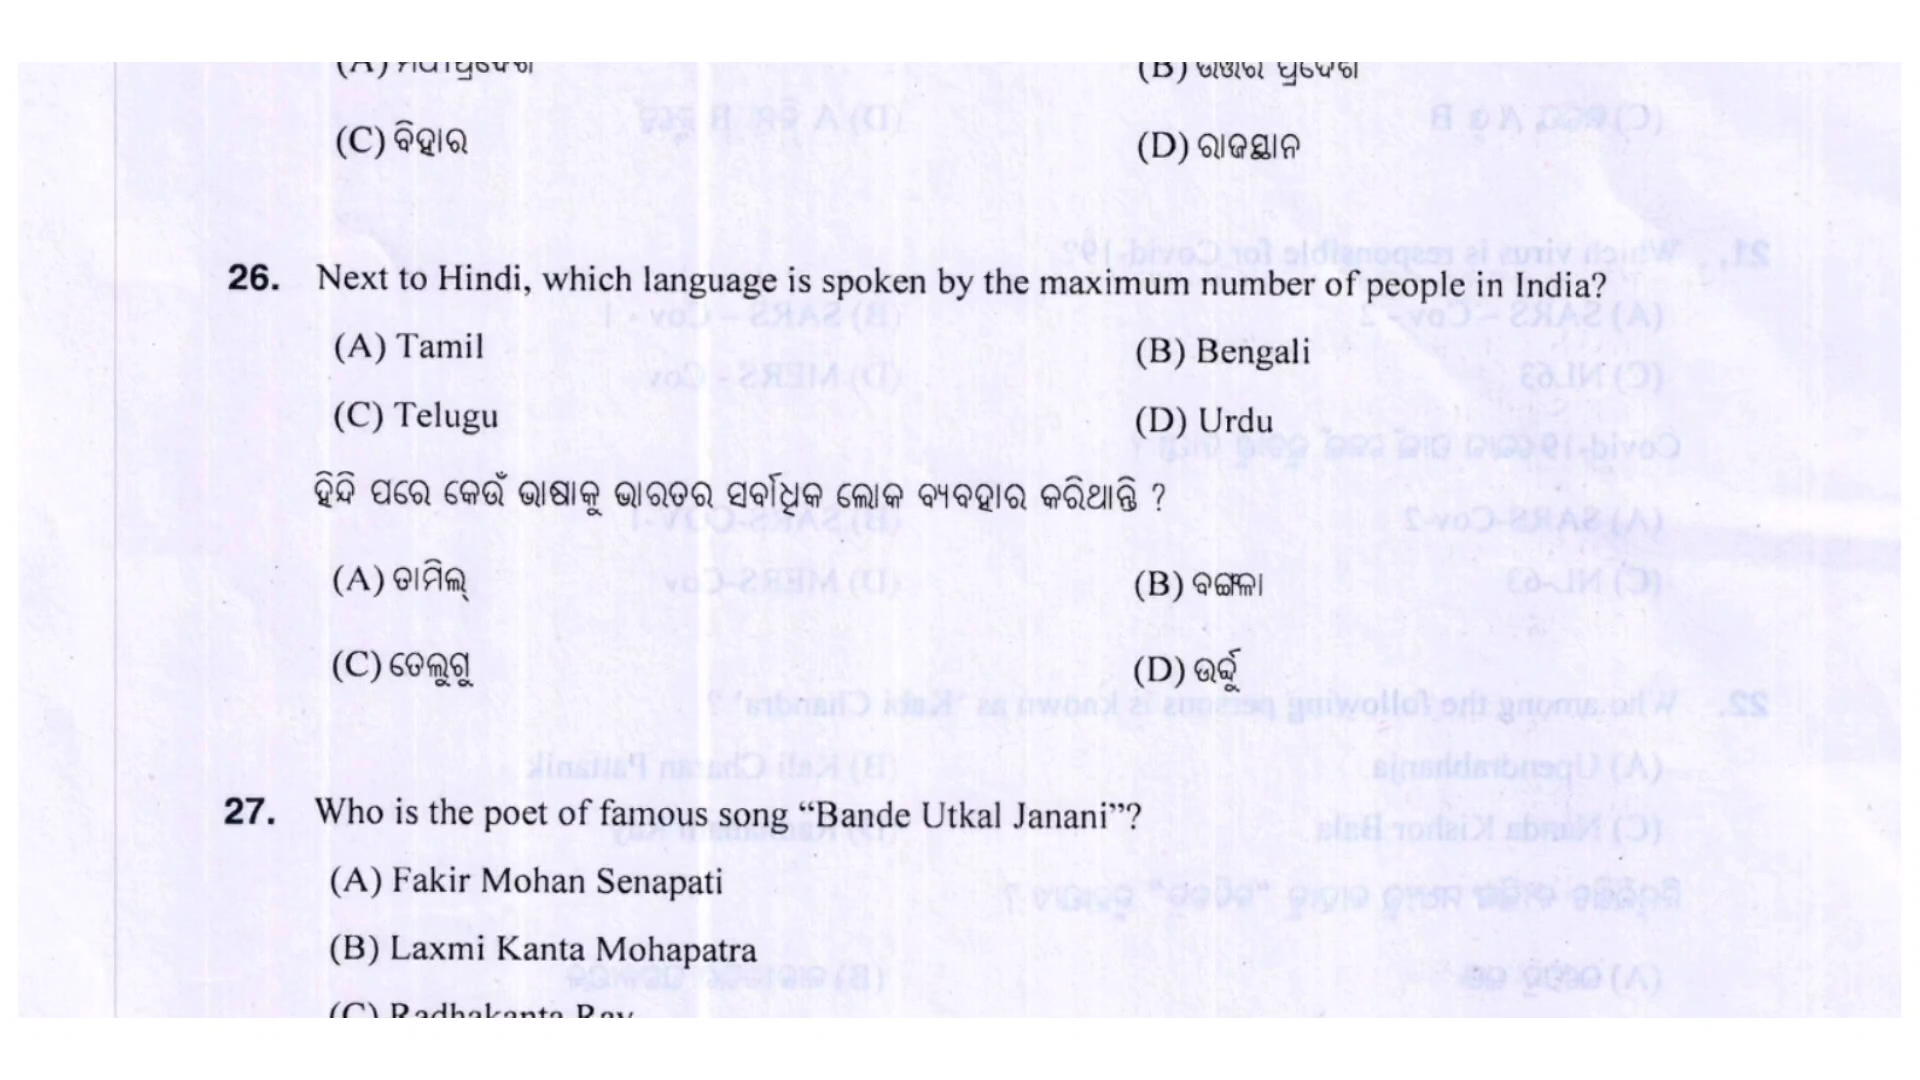 (C) ବିହାର
(D) ରାଜସ୍ଥାନ
26. Next to Hindi, which language is spoken by the maximum number of people in India?
(A) Tamil
(B) Bengali
(C) Telugu
(D) Urdu
ହିନ୍ଦି ପରେ କେଉଁ ଭାଷାକୁ ଭାରତର ସର୍ବାଧିକ ଲୋକ ବ୍ୟବହାର କରିଥାନ୍ତି ?
(A) ତାମିଲ୍
(B) ବଙ୍ଗଳା
(C) ତେଲୁଗୁ
(D) ଉର୍ଦ୍ଦୁ
27. Who is the poet of famous song “Bande Utkal Janani”?
(A) Fakir Mohan Senapati
(B) Laxmi Kanta Mohapatra
(C) Radhakanta Ray